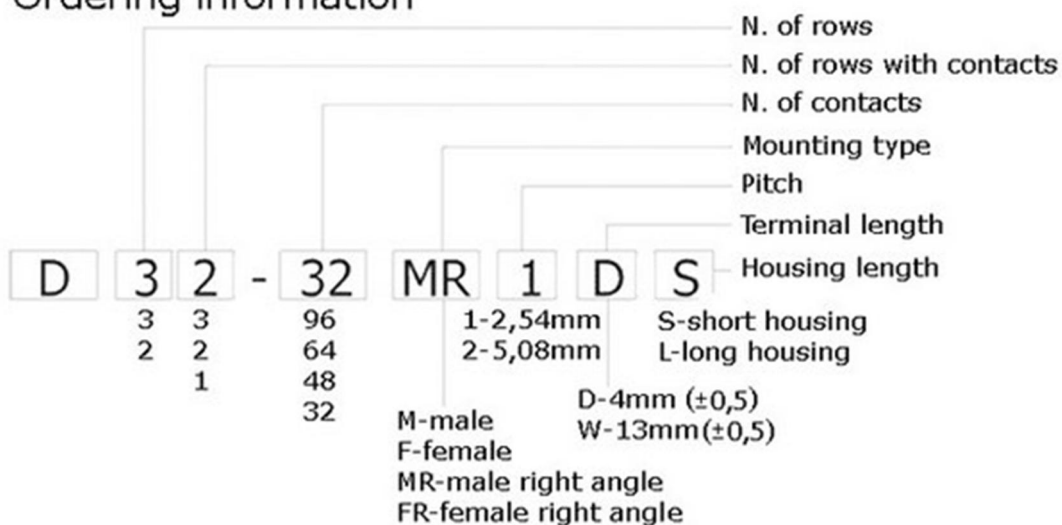 Ordering information
N. of rows
N. of rows with contacts
N. of contacts
Mounting type
Pitch
Terminal length
Housing length
D 3 2 - 32 MR 1 D S
3 3 96 1-2,54mm S-short housing
2 2 64 2-5,08mm L-long housing
1 48
32
D-4mm (±0,5)
W-13mm(±0,5)
M-male
F-female
MR-male right angle
FR-female right angle